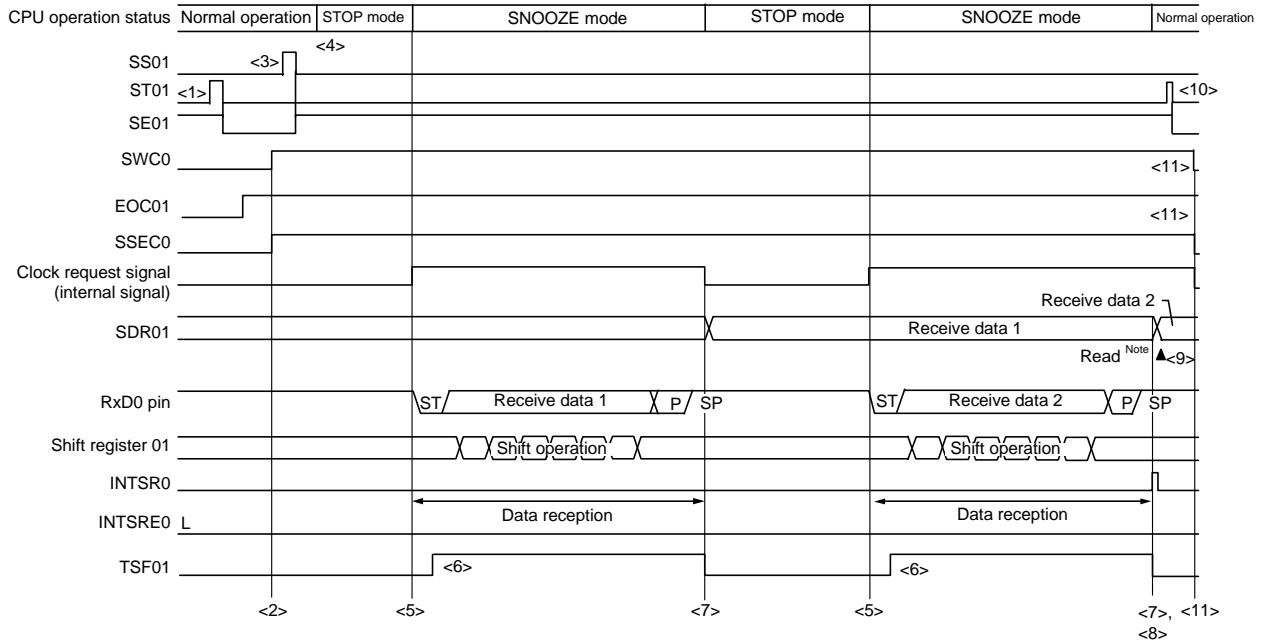 CPU operation status Normal operation STOP mode SNOOZE mode STOP mode SNOOZE mode Normal operation
<4>
SS01 <3>
ST01 <1> <10>
SE01
SWC0 <11>
EOC01 <11>
SSEC0
Clock request signal
(internal signal)
Receive data 2
SDR01 Receive data 1
Read Note ▲<9>
RxD0 pin ST Receive data 1 P SP ST Receive data 2 P SP
Shift register 01 Shift operation Shift operation
INTSR0
Data reception Data reception
INTSRE0 L
TSF01 <6> <6>
<2> <5> <7> <5> <7>, <11>
<8>